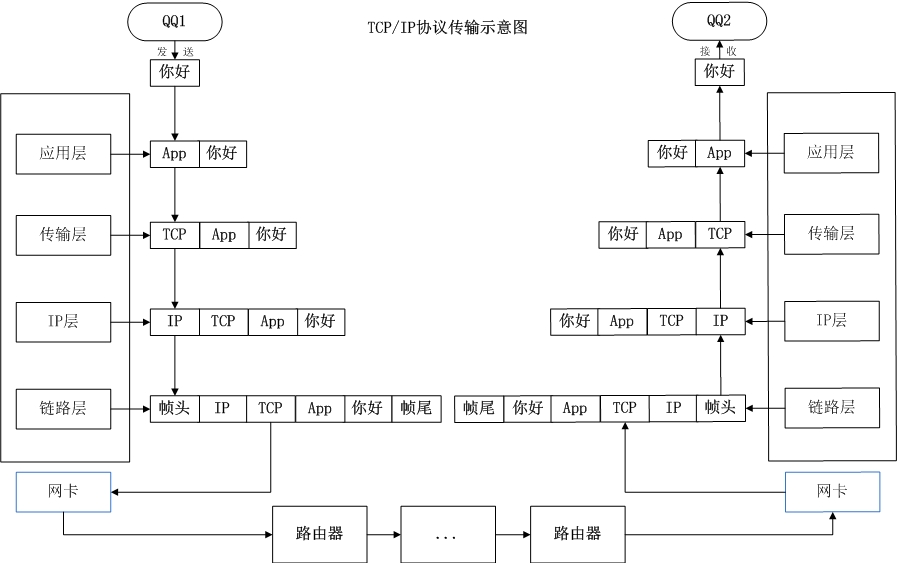 QQ1 TCP/IP协议传输示意图 QQ2
发 送 接 收
你好 你好
应用层 App 你好 你好 App 应用层
传输层 TCP App 你好 你好 App TCP 传输层
IP层 IP TCP App 你好 你好 App TCP IP IP层
链路层 帧头 IP TCP App 你好 帧尾 帧尾 你好 App TCP IP 帧头 链路层
网卡 网卡
路由器 ... 路由器